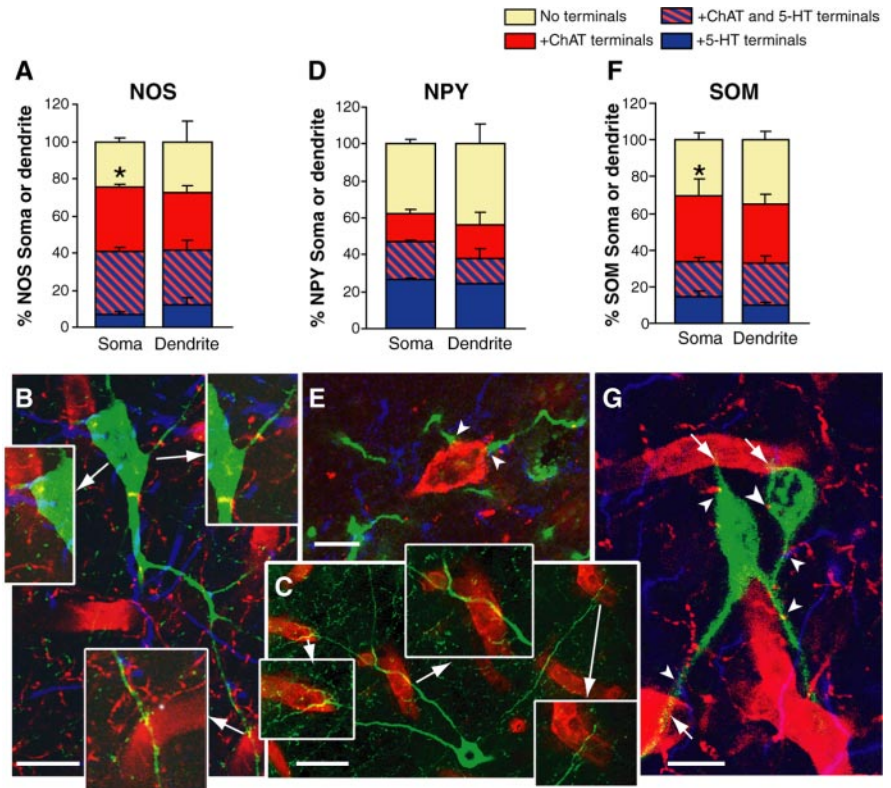 No terminals
+ChAT and 5-HT terminals
+ChAT terminals
+5-HT terminals
A
NOS
% NOS Soma or dendrite
120
100
80
60
40
20
0
*
Soma
Dendrite
D
NPY
% NPY Soma or dendrite
120
100
80
60
40
20
0
Soma
Dendrite
F
SOM
% SOM Soma or dendrite
120
100
80
60
40
20
0
*
Soma
Dendrite
B
E
C
G
*